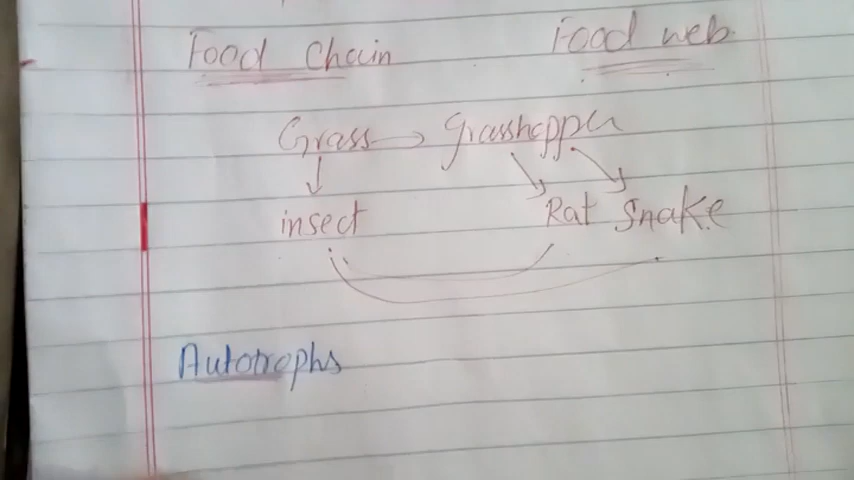 Food Chain Food web
Grass → Grasshopper
insect Rat Snake
Autotrophs